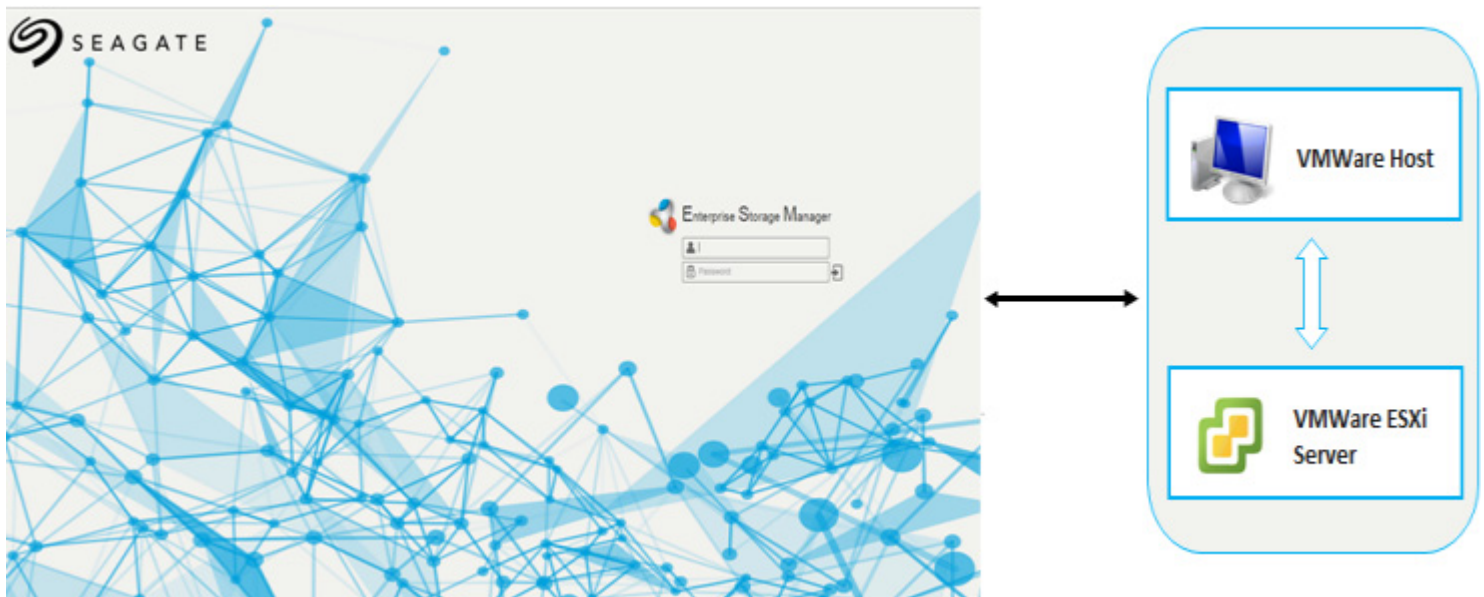 SEAGATE
Enterprise Storage Manager
Password
VMWare Host
VMWare ESXi
Server